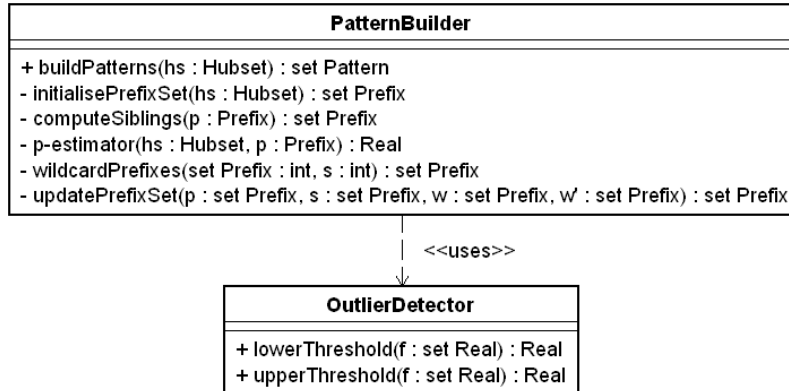 PatternBuilder
+ buildPatterns(hs : Hubset) : set Pattern
- initialisePrefixSet(hs : Hubset) : set Prefix
- computeSiblings(p : Prefix) : set Prefix
- p-estimator(hs : Hubset, p : Prefix) : Real
- wildcardPrefixes(set Prefix : int, s : int) : set Prefix
- updatePrefixSet(p : set Prefix, s : set Prefix, w : set Prefix, w' : set Prefix) : set Prefix
<<uses>>
OutlierDetector
+ lowerThreshold(f : set Real) : Real
+ upperThreshold(f : set Real) : Real